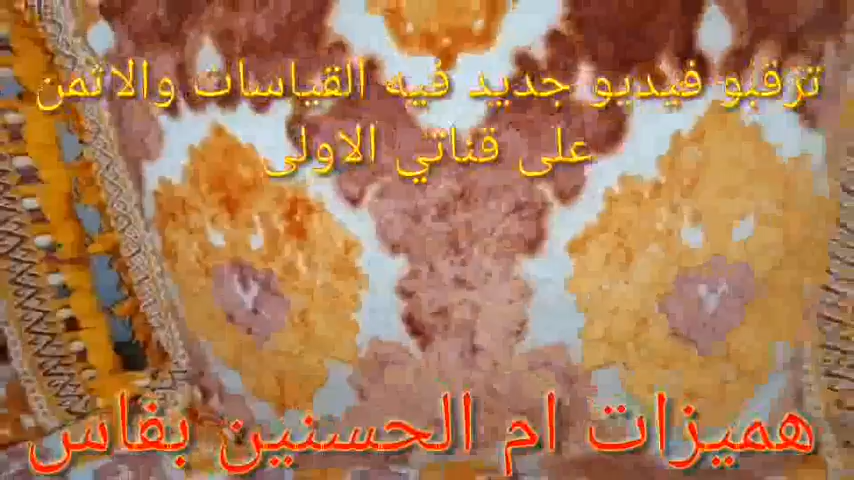 ترقبو فيديو جديد فيه القياسات والاثمن
على قناتي الاولى
هميزات ام الحسنين بفاس